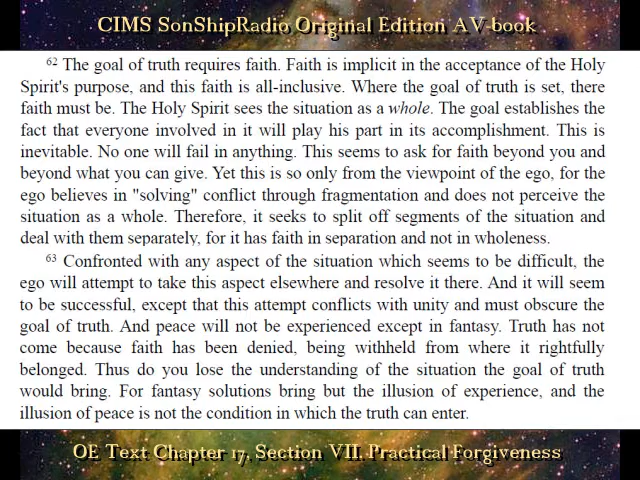 CIMS SonShipRadio Original Edition AV-book
62 The goal of truth requires faith. Faith is implicit in the acceptance of the Holy
Spirit's purpose, and this faith is all-inclusive. Where the goal of truth is set, there
faith must be. The Holy Spirit sees the situation as a whole. The goal establishes the
fact that everyone involved in it will play his part in its accomplishment. This is
inevitable. No one will fail in anything. This seems to ask for faith beyond you and
beyond what you can give. Yet this is so only from the viewpoint of the ego, for the
ego believes in "solving" conflict through fragmentation and does not perceive the
situation as a whole. Therefore, it seeks to split off segments of the situation and
deal with them separately, for it has faith in separation and not in wholeness.
63 Confronted with any aspect of the situation which seems to be difficult, the
ego will attempt to take this aspect elsewhere and resolve it there. And it will seem
to be successful, except that this attempt conflicts with unity and must obscure the
goal of truth. And peace will not be experienced except in fantasy. Truth has not
come because faith has been denied, being withheld from where it rightfully
belonged. Thus do you lose the understanding of the situation the goal of truth
would bring. For fantasy solutions bring but the illusion of experience, and the
illusion of peace is not the condition in which the truth can enter.
OE Text Chapter 17, Section VII. Practical Forgiveness